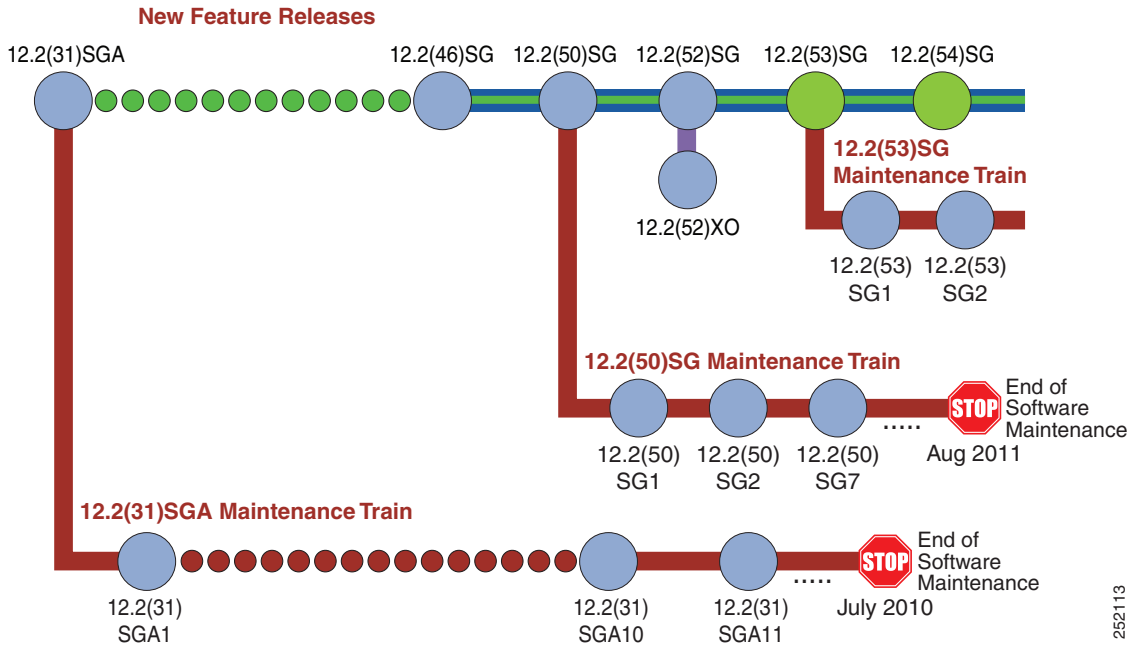 New Feature Releases
12.2(31)SGA
12.2(46)SG
12.2(50)SG
12.2(52)SG
12.2(53)SG
12.2(54)SG
12.2(52)XO
12.2(53)SG
Maintenance Train
12.2(53)
SG1
12.2(53)
SG2
12.2(50)SG Maintenance Train
12.2(50)
SG1
12.2(50)
SG2
12.2(50)
SG7
.....
STOP
End of
Software
Maintenance
Aug 2011
12.2(31)SGA Maintenance Train
12.2(31)
SGA1
12.2(31)
SGA10
12.2(31)
SGA11
.....
STOP
End of
Software
Maintenance
July 2010
252113